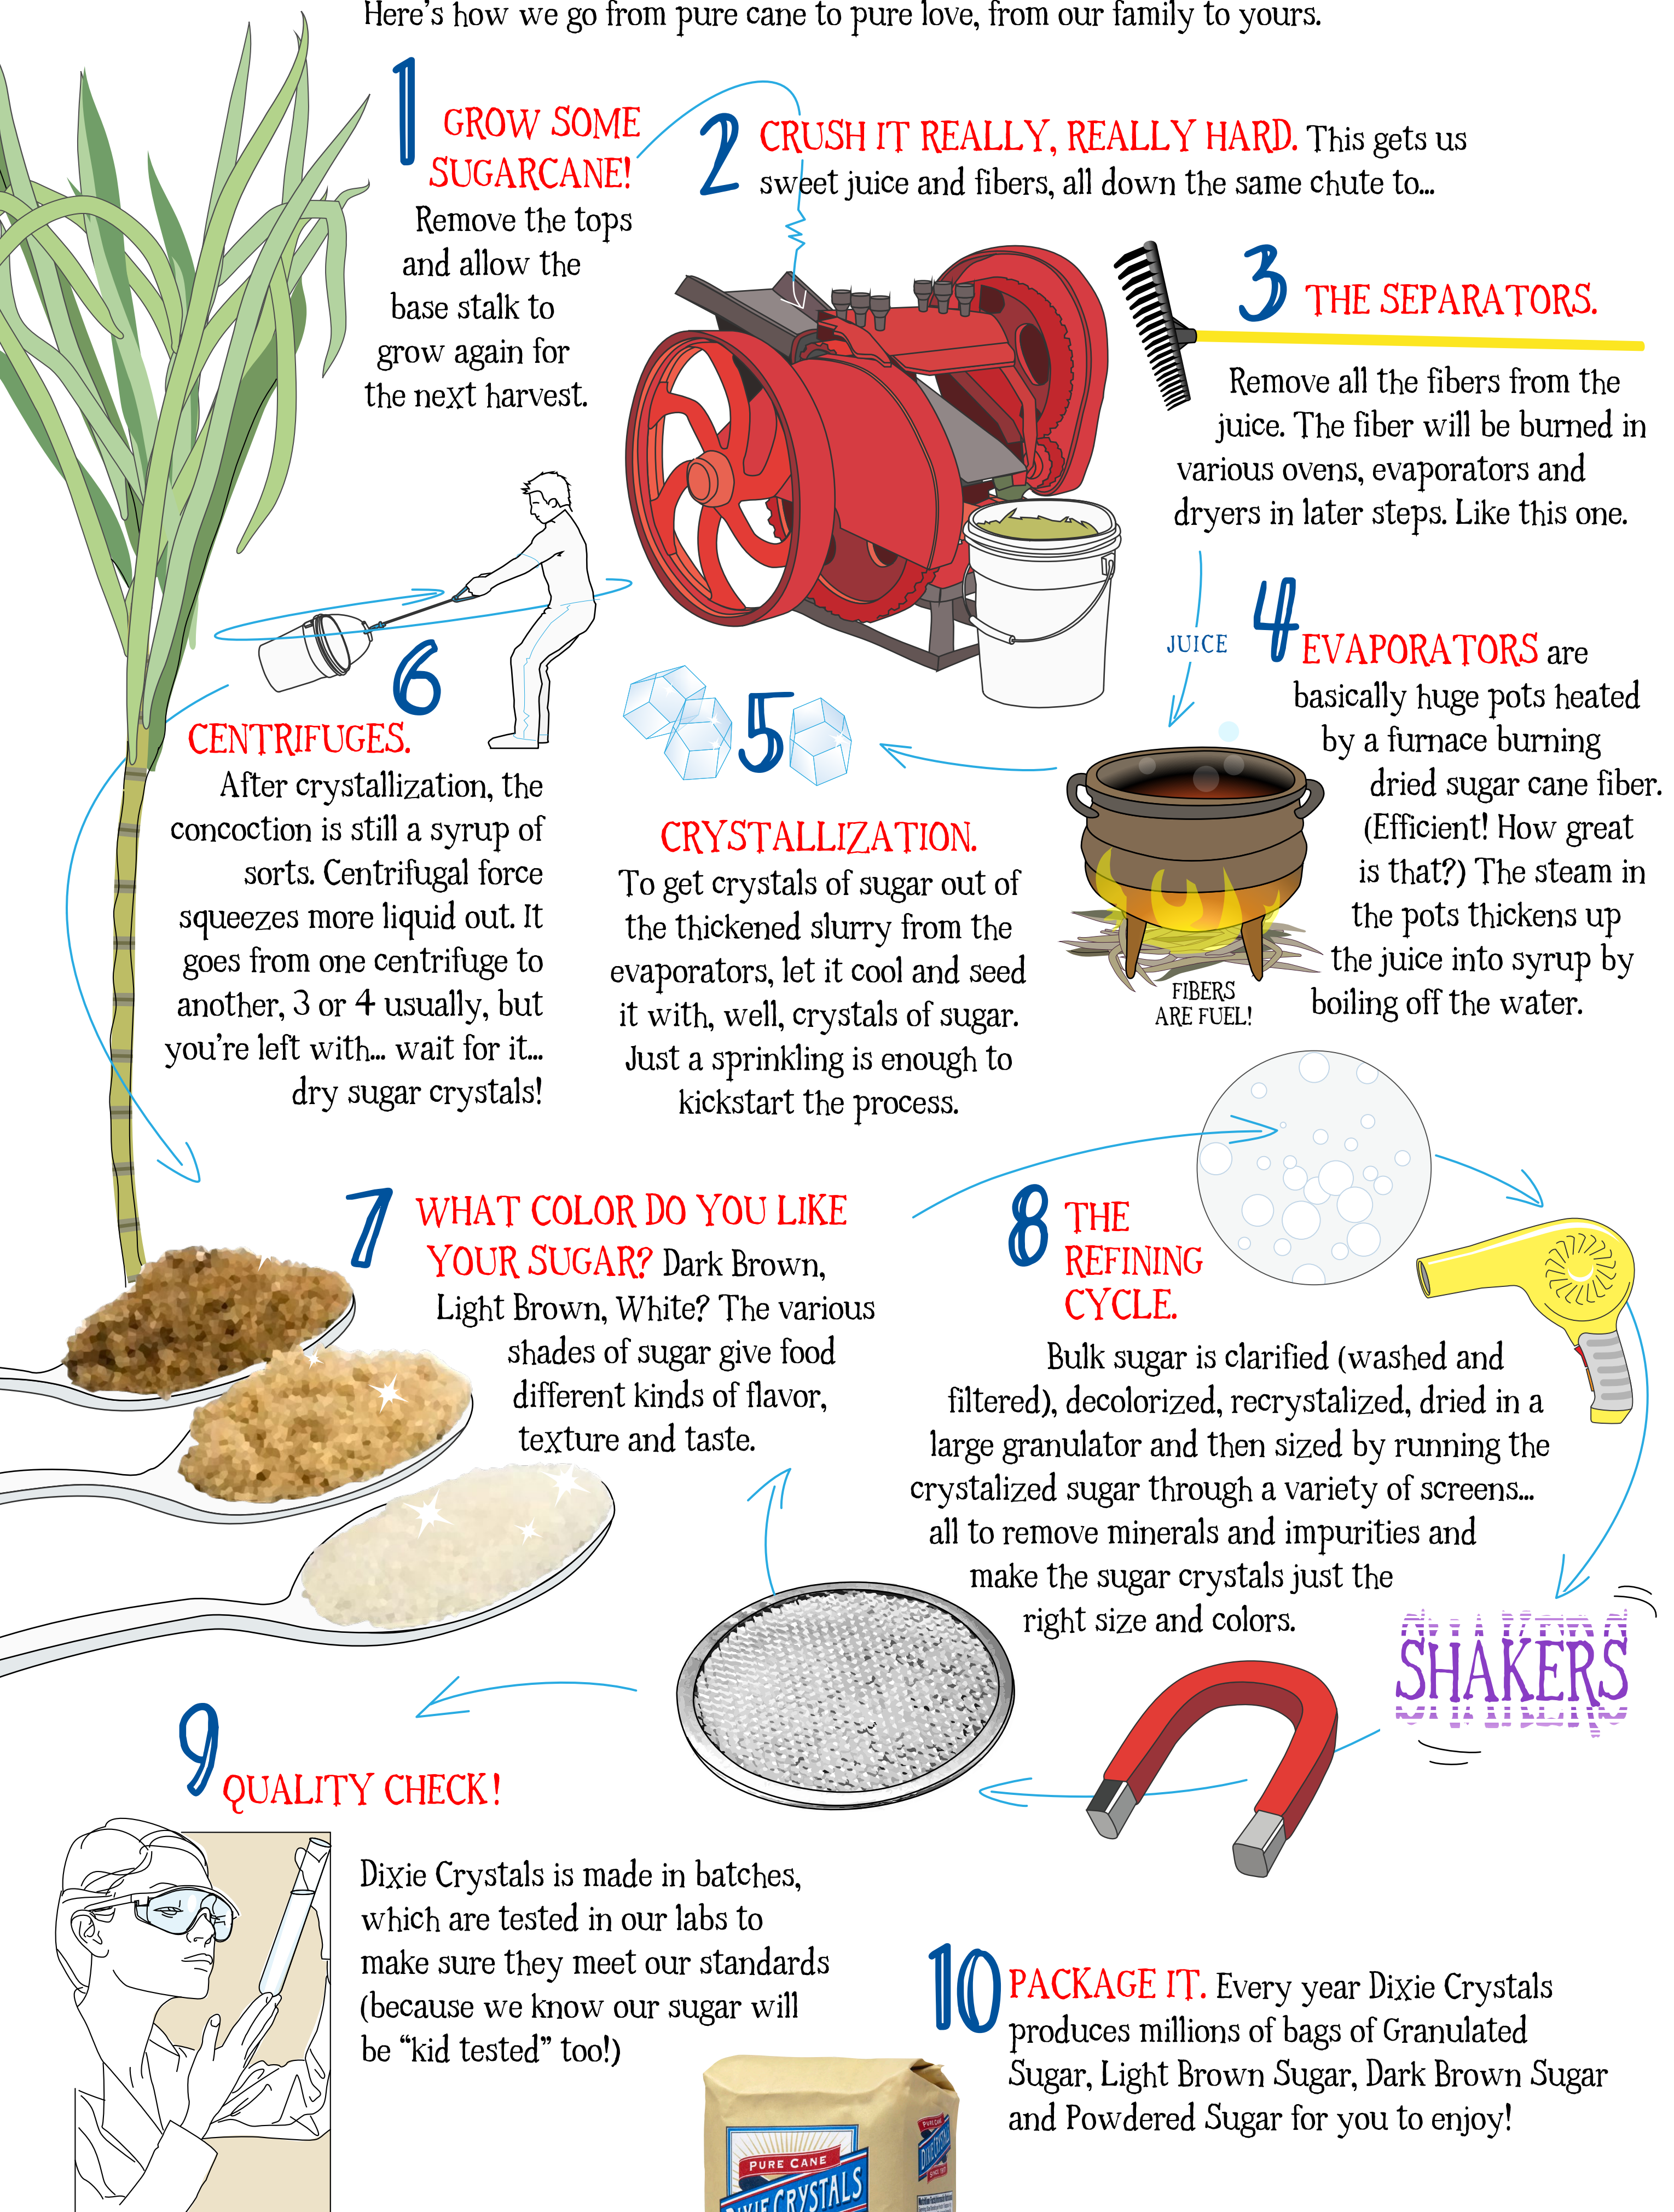 Here's how we go from pure cane to pure love, from our family to yours.
1
GROW SOME
SUGARCANE!
Remove the tops
and allow the
base stalk to
grow again for
the next harvest.
2
CRUSH IT REALLY, REALLY HARD. This gets us
sweet juice and fibers, all down the same chute to...
3
THE SEPARATORS.
Remove all the fibers from the
juice. The fiber will be burned in
various ovens, evaporators and
dryers in later steps. Like this one.
JUICE
4
EVAPORATORS are
basically huge pots heated
by a furnace burning
dried sugar cane fiber.
(Efficient! How great
is that?) The steam in
the pots thickens up
the juice into syrup by
boiling off the water.
FIBERS
ARE FUEL!
5
CRYSTALLIZATION.
To get crystals of sugar out of
the thickened slurry from the
evaporators, let it cool and seed
it with, well, crystals of sugar.
Just a sprinkling is enough to
kickstart the process.
6
CENTRIFUGES.
After crystallization, the
concoction is still a syrup of
sorts. Centrifugal force
squeezes more liquid out. It
goes from one centrifuge to
another, 3 or 4 usually, but
you're left with... wait for it...
dry sugar crystals!
7
WHAT COLOR DO YOU LIKE
YOUR SUGAR? Dark Brown,
Light Brown, White? The various
shades of sugar give food
different kinds of flavor,
texture and taste.
8
THE
REFINING
CYCLE.
Bulk sugar is clarified (washed and
filtered), decolorized, recrystalized, dried in a
large granulator and then sized by running the
crystalized sugar through a variety of screens...
all to remove minerals and impurities and
make the sugar crystals just the
right size and colors.
SHAKERS
9
QUALITY CHECK!
Dixie Crystals is made in batches,
which are tested in our labs to
make sure they meet our standards
(because we know our sugar will
be “kid tested” too!)
10
PACKAGE IT. Every year Dixie Crystals
produces millions of bags of Granulated
Sugar, Light Brown Sugar, Dark Brown Sugar
and Powdered Sugar for you to enjoy!
PURE CANE
DIXIE CRYSTALS
PURE CANE
DIXIE CRYSTALS